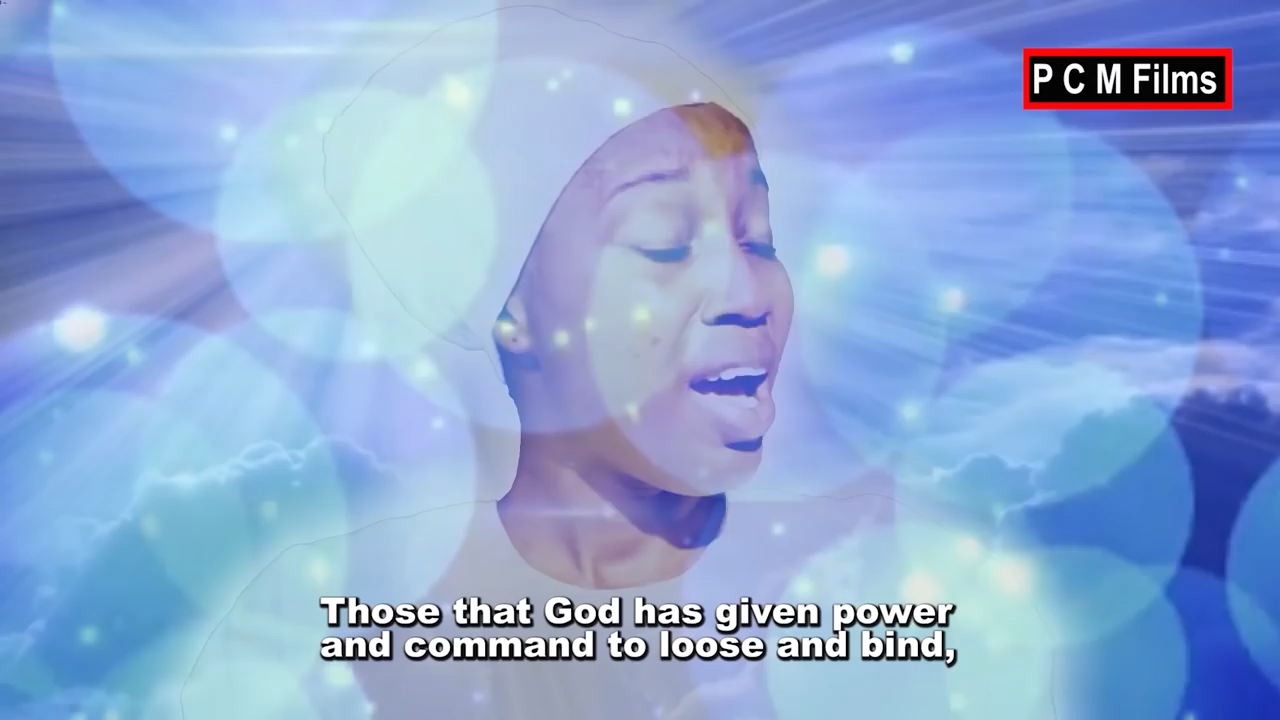 P C M Films
Those that God has given power
and command to loose and bind,